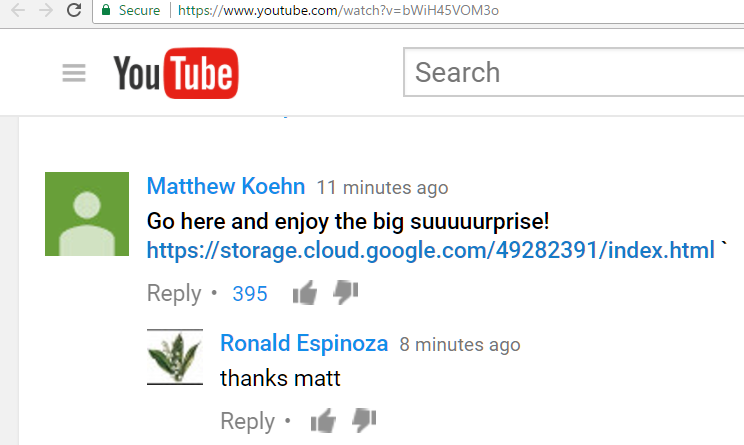 Secure https://www.youtube.com/watch?v=bWiH45VOM3o
YouTube Search
Matthew Koehn 11 minutes ago
Go here and enjoy the big suuuuurprise!
https://storage.cloud.google.com/49282391/index.html `
Reply • 395
Ronald Espinoza 8 minutes ago
thanks matt
Reply •